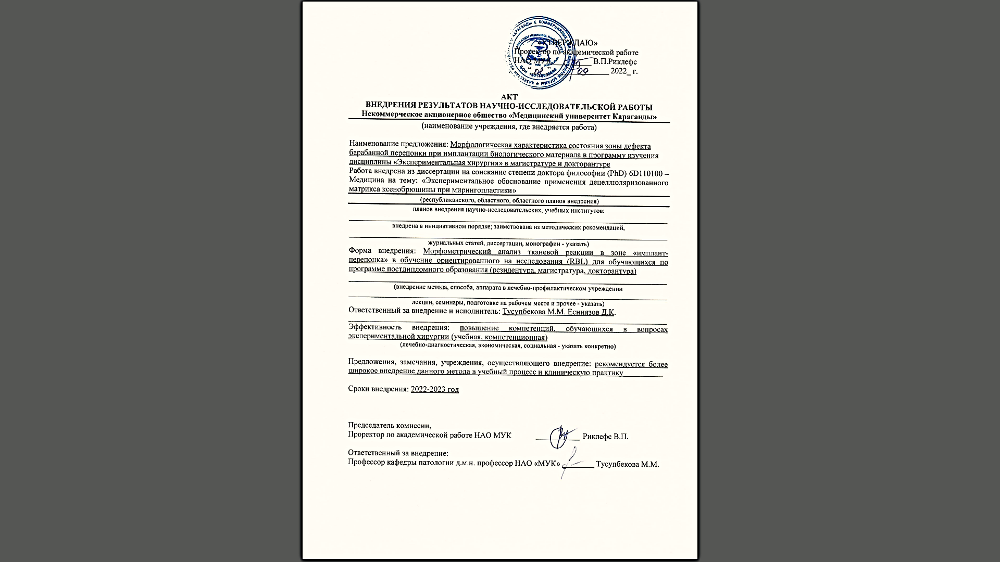 «УТВЕРЖДАЮ»
Проректор по академической работе
НАО МУК В.П.Риклефс
09 2022_ г.
АКТ
ВНЕДРЕНИЯ РЕЗУЛЬТАТОВ НАУЧНО-ИССЛЕДОВАТЕЛЬСКОЙ РАБОТЫ
Некоммерческое акционерное общество «Медицинский университет Караганды»
(наименование учреждения, где внедряется работа)
Наименование предложения: Морфологическая характеристика состояния зоны дефекта
барабанной перепонки при имплантации биологического материала в программу изучения
дисциплины «Экспериментальная хирургия» в магистратуре и докторантуре
Работа внедрена из диссертации на соискание степени доктора философии (PhD) 6D110100 –
Медицина на тему: «Экспериментальное обоснование применения децеллюляризованного
матрикса ксенобрюшины при мирингопластики»
(республиканского, областного, областного планов внедрения)
планов внедрения научно-исследовательских, учебных институтов:
внедрена в инициативном порядке; заимствована из методических рекомендаций,
журнальных статей, диссертации, монографии - указать)
Форма внедрения: Морфометрический анализ тканевой реакции в зоне «имплант-
перепонка» в обучение ориентированного на исследования (RBL) для обучающихся по
программе постдипломного образования (резидентура, магистратура, докторантура)
(внедрение метода, способа, аппарата в лечебно-профилактическом учреждении
лекции, семинары, подготовке на рабочем месте и прочее - указать)
Ответственный за внедрение и исполнитель: Тусупбекова М.М. Есниязов Д.К.
Эффективность внедрения: повышение компетенций, обучающихся в вопросах
экспериментальной хирургии (учебная, компетенционная)
(лечебно-диагностическая, экономическая, социальная - указать конкретно)
Предложения, замечания, учреждения, осуществляющего внедрение: рекомендуется более
широкое внедрение данного метода в учебный процесс и клиническую практику
Сроки внедрения: 2022-2023 год
Председатель комиссии,
Проректор по академической работе НАО МУК Риклефс В.П.
Ответственный за внедрение:
Профессор кафедры патологии д.м.н. профессор НАО «МУК» Тусупбекова М.М.